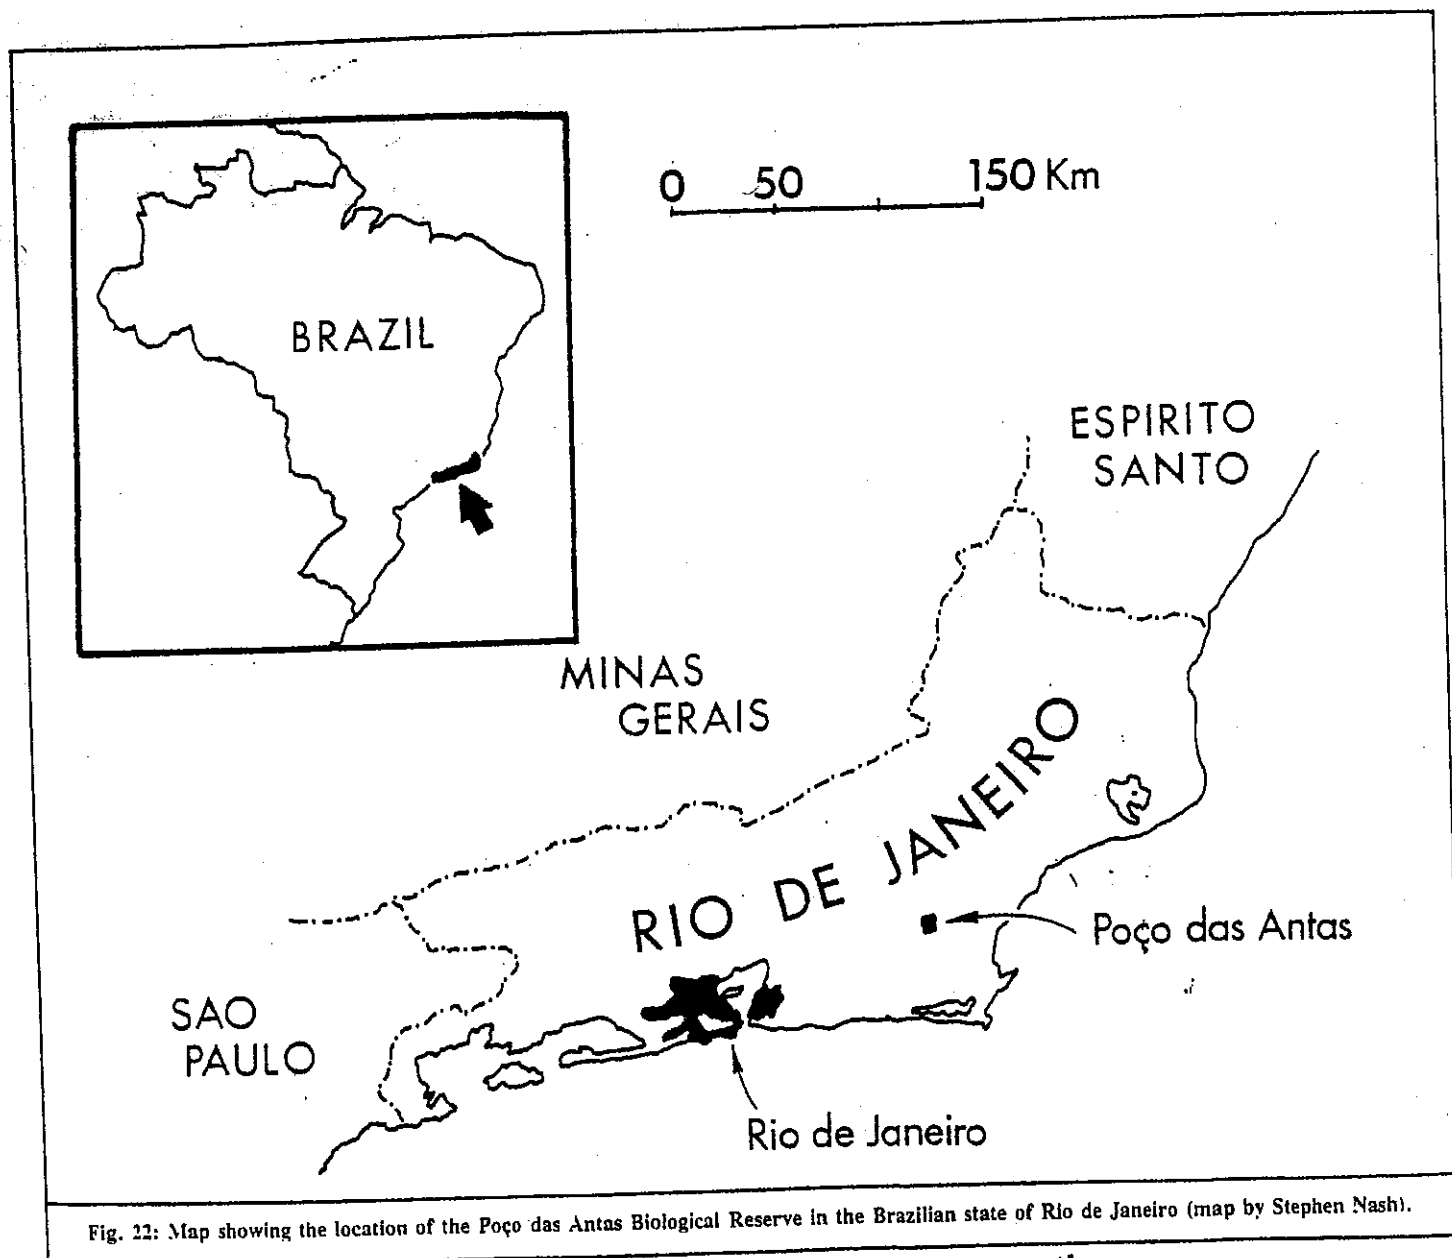 0 50 150 Km
BRAZIL
ESPIRITO
SANTO
MINAS
GERAIS
RIO DE JANEIRO
Poço das Antas
SAO
PAULO
Rio de Janeiro
Fig. 22: Map showing the location of the Poço das Antas Biological Reserve in the Brazilian state of Rio de Janeiro (map by Stephen Nash).